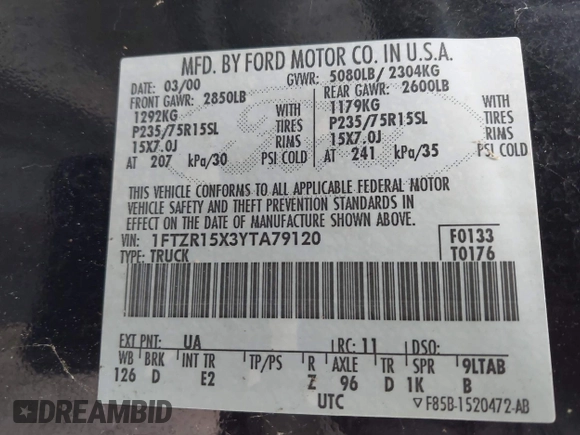 MFD. BY FORD MOTOR CO. IN U.S.A.
DATE: 03/00 GVWR: 5080LB/ 2304KG
FRONT GAWR: 2850LB REAR GAWR: 2600LB
1292KG WITH 1179KG WITH
P235/75R15SL TIRES P235/75R15SL TIRES
15X7.0J RIMS 15X7.0J RIMS
AT 207 kPa/30 PSI COLD AT 241 kPa/35 PSI COLD
THIS VEHICLE CONFORMS TO ALL APPLICABLE FEDERAL MOTOR
VEHICLE SAFETY AND THEFT PREVENTION STANDARDS IN
EFFECT ON THE DATE OF MANUFACTURE SHOWN ABOVE.
VIN: 1FTZR15X3YTA79120 F0133
TYPE: TRUCK T0176
EXT PNT: UA RC: 11 DSO:
WB BRK INT TR TP/PS R AXLE TR SPR 9LTAB
126 D E2 Z 96 D 1K B
UTC ▽F85B-1520472-AB
DREAMBID